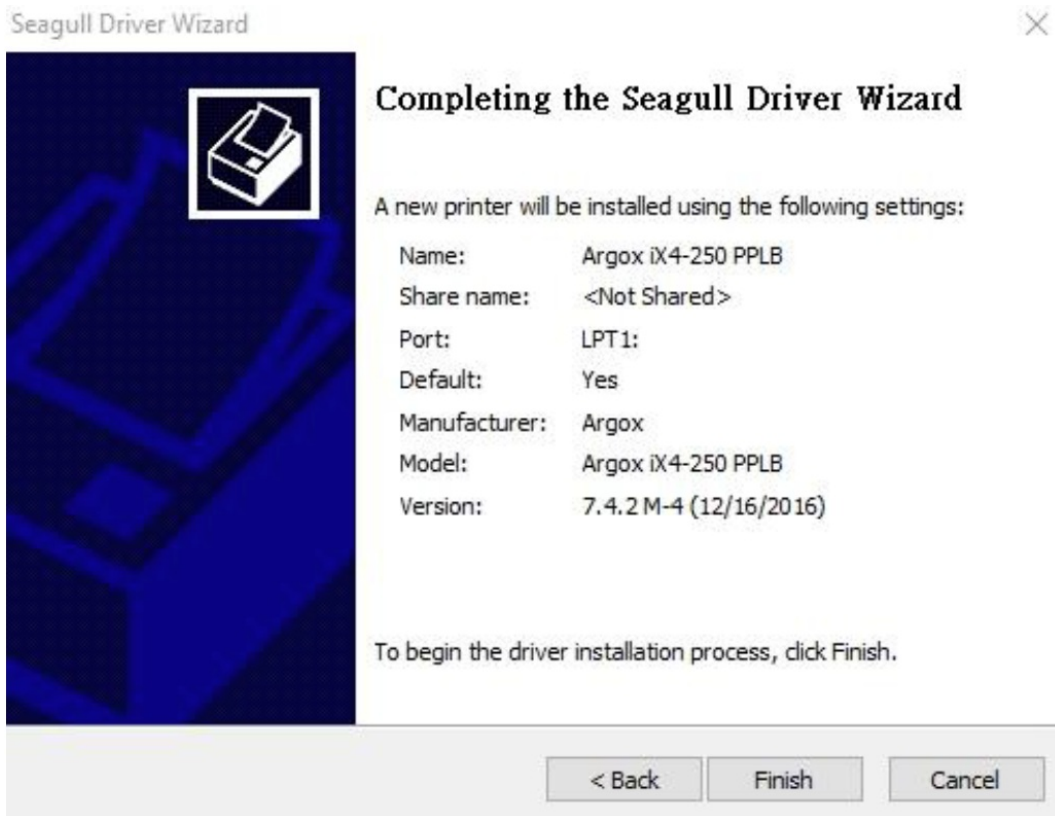 Seagull Driver Wizard
Completing the Seagull Driver Wizard
A new printer will be installed using the following settings:
Name: Argox iX4-250 PPLB
Share name: <Not Shared>
Port: LPT1:
Default: Yes
Manufacturer: Argox
Model: Argox iX4-250 PPLB
Version: 7.4.2 M-4 (12/16/2016)
To begin the driver installation process, click Finish.
< Back Finish Cancel